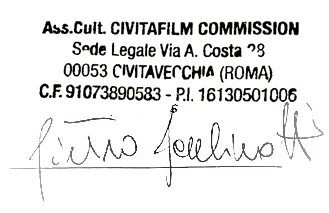 Ass.Cult. CIVITAFILM COMMISSION
Sede Legale Via A. Costa 28
00053 CIVITAVECCHIA (ROMA)
C.F. 91073890583 - P.I. 16130501006